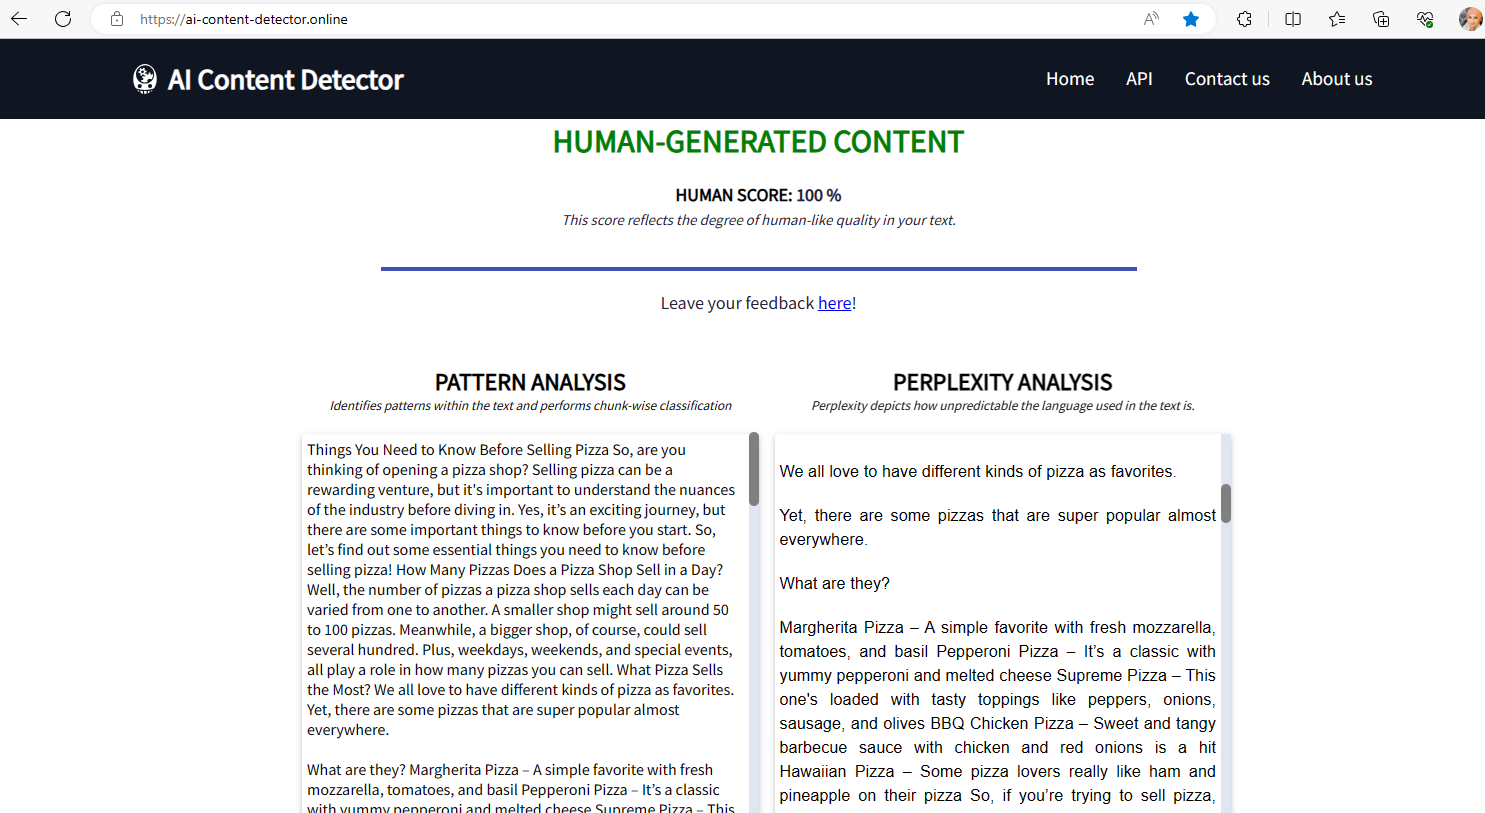 https://ai-content-detector.online
AI Content Detector
Home
API
Contact us
About us
HUMAN-GENERATED CONTENT
HUMAN SCORE: 100 %
This score reflects the degree of human-like quality in your text.
Leave your feedback here!
PATTERN ANALYSIS
Identifies patterns within the text and performs chunk-wise classification
Things You Need to Know Before Selling Pizza So, are you
thinking of opening a pizza shop? Selling pizza can be a
rewarding venture, but it's important to understand the nuances
of the industry before diving in. Yes, it’s an exciting journey, but
there are some important things to know before you start. So,
let’s find out some essential things you need to know before
selling pizza! How Many Pizzas Does a Pizza Shop Sell in a Day?
Well, the number of pizzas a pizza shop sells each day can be
varied from one to another. A smaller shop might sell around 50
to 100 pizzas. Meanwhile, a bigger shop, of course, could sell
several hundred. Plus, weekdays, weekends, and special events,
all play a role in how many pizzas you can sell. What Pizza Sells
the Most? We all love to have different kinds of pizza as favorites.
Yet, there are some pizzas that are super popular almost
everywhere.
What are they? Margherita Pizza – A simple favorite with fresh
mozzarella, tomatoes, and basil Pepperoni Pizza – It’s a classic
with yummy pepperoni and melted cheese Supreme Pizza – This
PERPLEXITY ANALYSIS
Perplexity depicts how unpredictable the language used in the text is.
We all love to have different kinds of pizza as favorites.
Yet, there are some pizzas that are super popular almost
everywhere.
What are they?
Margherita Pizza – A simple favorite with fresh mozzarella,
tomatoes, and basil Pepperoni Pizza – It’s a classic with
yummy pepperoni and melted cheese Supreme Pizza – This
one's loaded with tasty toppings like peppers, onions,
sausage, and olives BBQ Chicken Pizza – Sweet and tangy
barbecue sauce with chicken and red onions is a hit
Hawaiian Pizza – Some pizza lovers really like ham and
pineapple on their pizza So, if you’re trying to sell pizza,